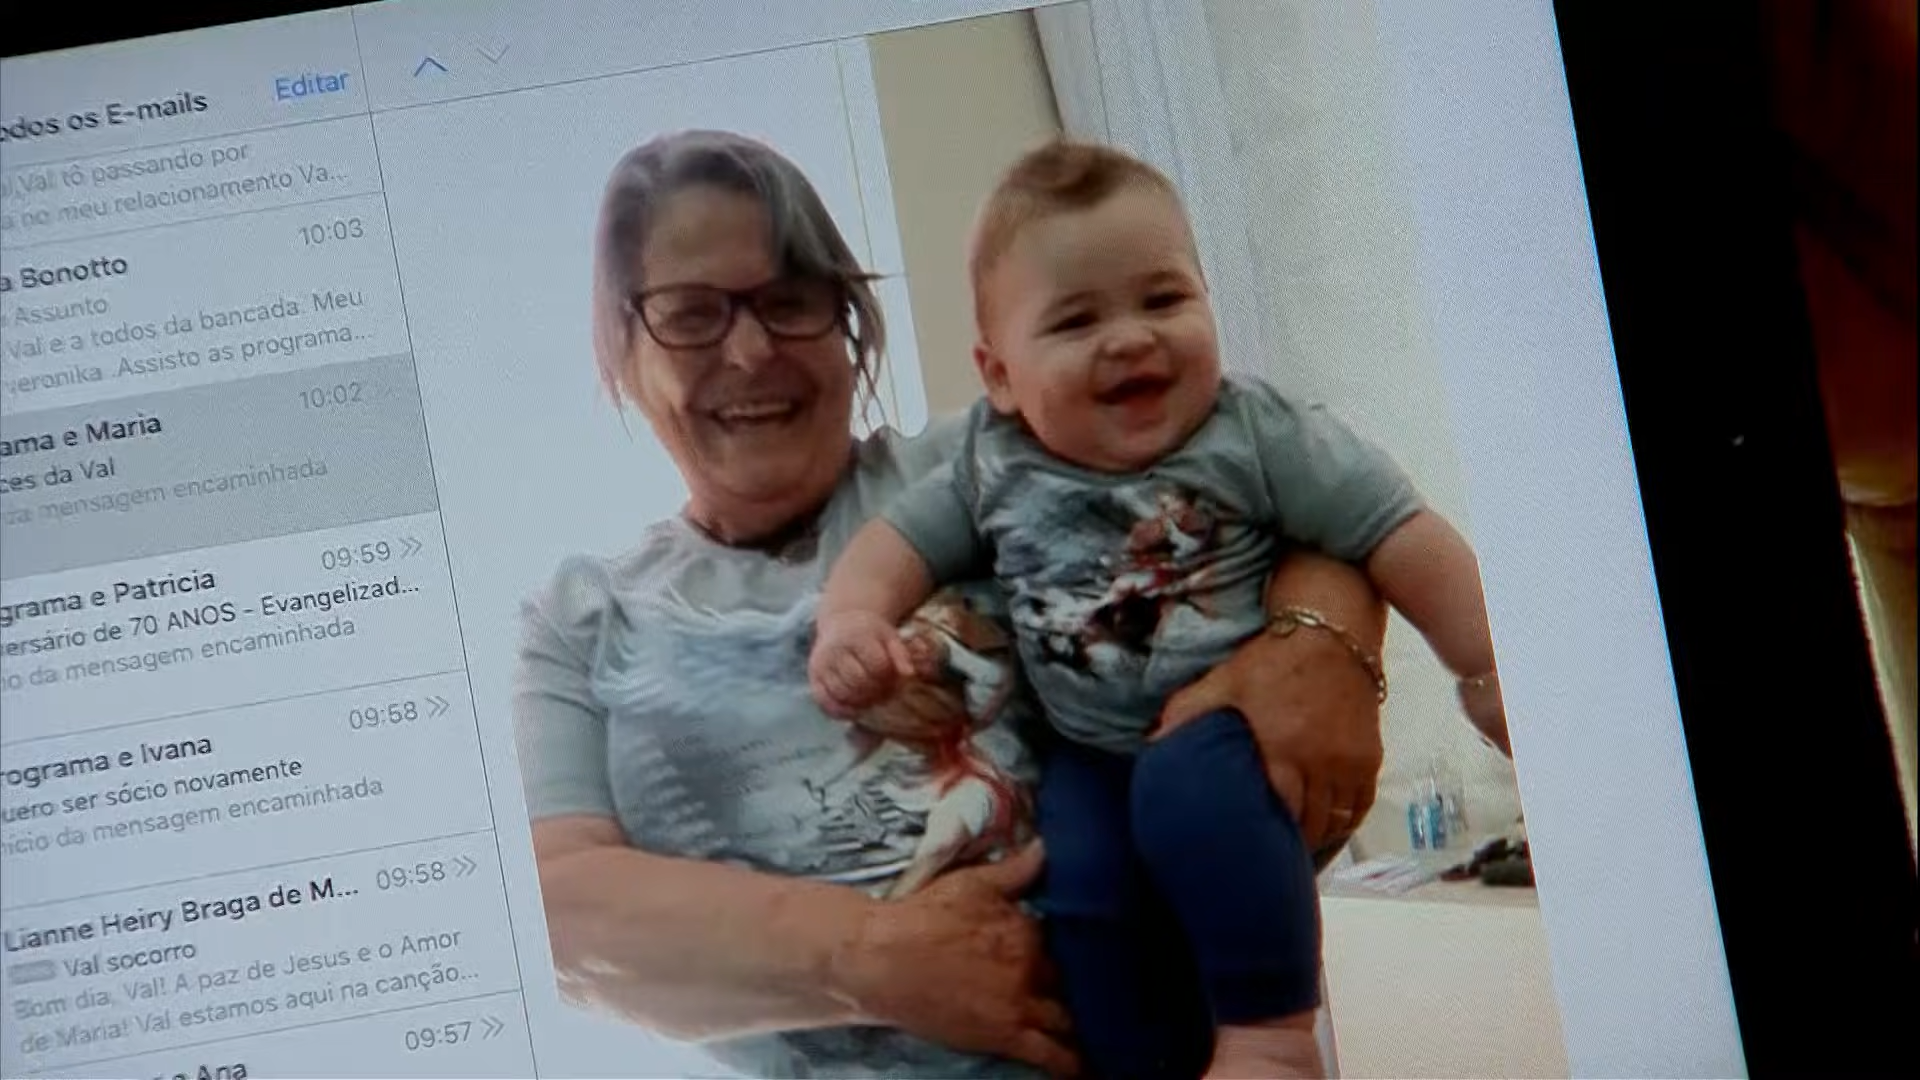 Editar
os E-mails
Val tô passando por
no meu relacionamento Va...
10:03
a Bonotto
Assunto
Val e a todos da bancada. Meu
veronika .Assisto as programa...
10:02
ama e Maria
ces da Val
mensagem encaminhada
09:59
grama e Patricia
ersário de 70 ANOS - Evangelizad...
io da mensagem encaminhada
09:58
rograma e Ivana
uero ser sócio novamente
nício da mensagem encaminhada
09:58
Lianne Heiry Braga de M...
Val socorro
Bom dia, Val! A paz de Jesus e o Amor
de Maria! Val estamos aqui na canção...
09:57
Ana